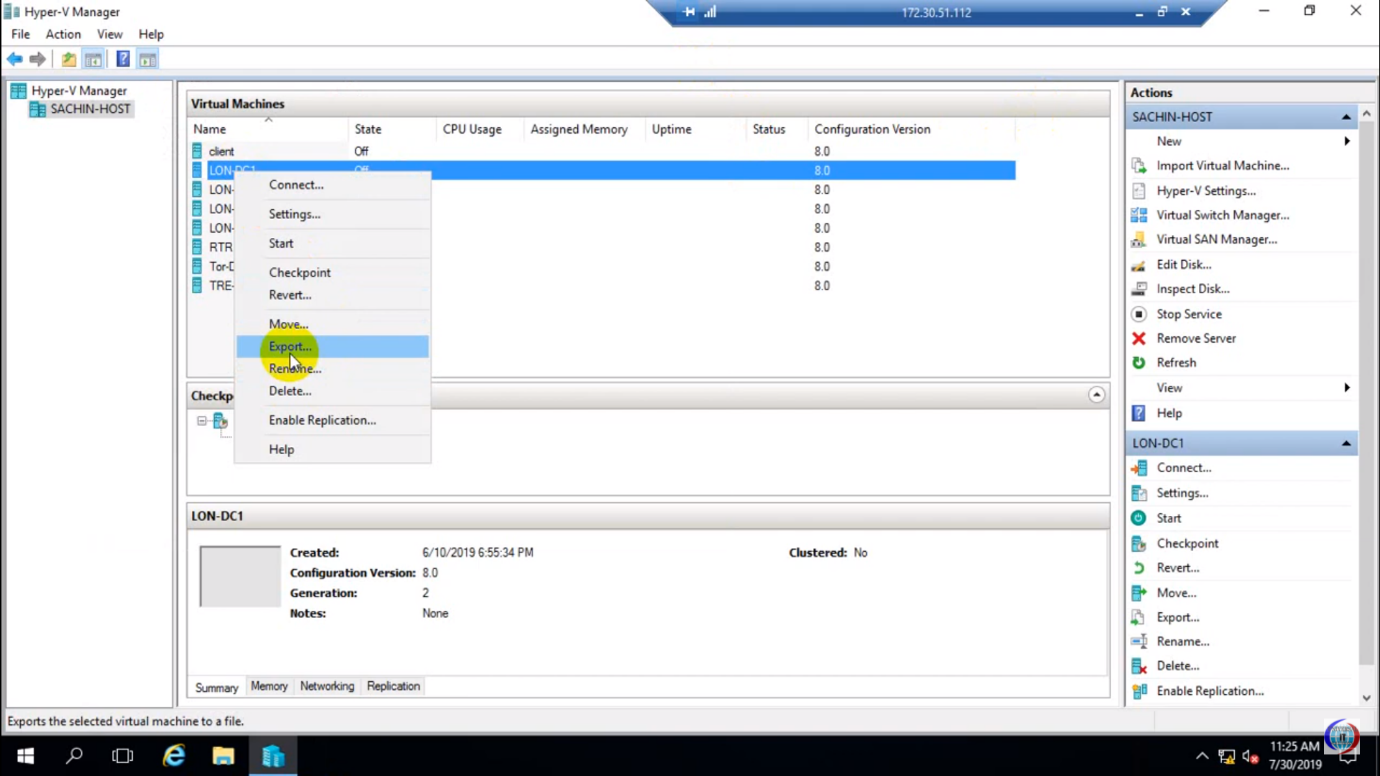 Hyper-V Manager
172.30.51.112
File Action View Help
Hyper-V Manager
SACHIN-HOST
Virtual Machines
Name State CPU Usage Assigned Memory Uptime Status Configuration Version
client Off 8.0
LON-DC1 Off 8.0
LON- 8.0
LON- 8.0
LON- 8.0
RTR 8.0
Tor-D 8.0
TRE- 8.0
Connect...
Settings...
Start
Checkpoint
Revert...
Move...
Export...
Rename...
Delete...
Enable Replication...
Help
Checkp
LON-DC1
Created: 6/10/2019 6:55:34 PM Clustered: No
Configuration Version: 8.0
Generation: 2
Notes: None
Summary Memory Networking Replication
Actions
SACHIN-HOST
New
Import Virtual Machine...
Hyper-V Settings...
Virtual Switch Manager...
Virtual SAN Manager...
Edit Disk...
Inspect Disk...
Stop Service
Remove Server
Refresh
View
Help
LON-DC1
Connect...
Settings...
Start
Checkpoint
Revert...
Move...
Export...
Rename...
Delete...
Enable Replication...
Exports the selected virtual machine to a file.
11:25 AM
7/30/2019